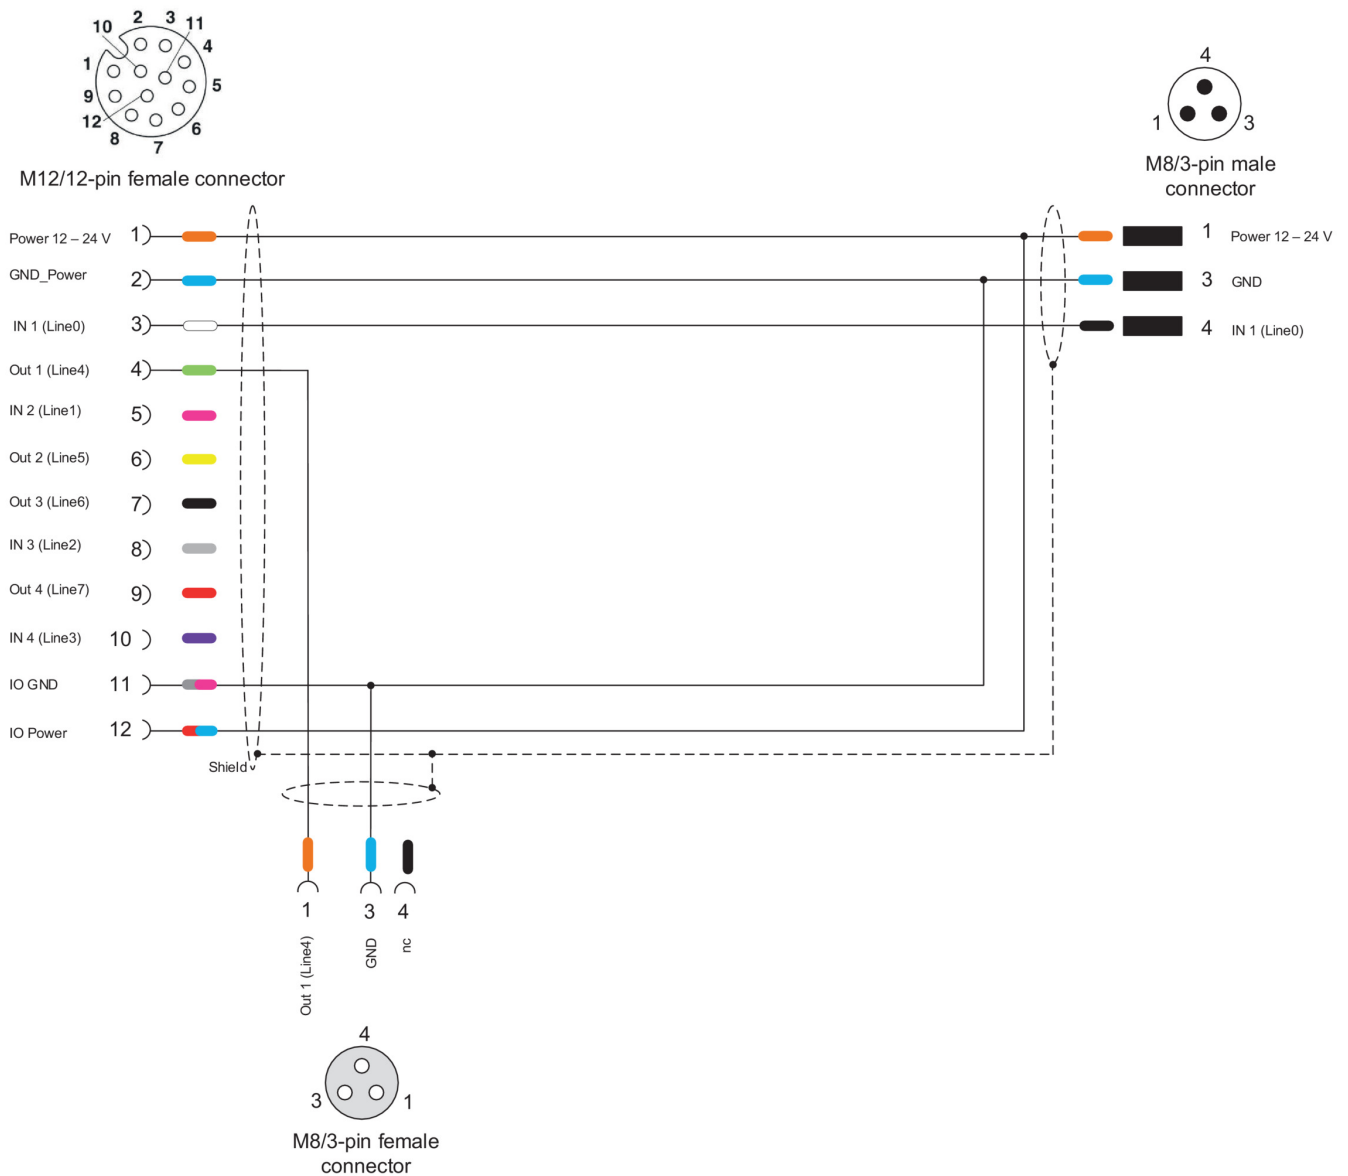 2 3 11
10
4
1
5
9
12
6
8
7
M12/12-pin female connector
4
1 3
M8/3-pin male
connector
Power 12 – 24 V 1
1 Power 12 – 24 V
GND_Power 2
3 GND
IN 1 (Line0) 3
4 IN 1 (Line0)
Out 1 (Line4) 4
IN 2 (Line1) 5
Out 2 (Line5) 6
Out 3 (Line6) 7
IN 3 (Line2) 8
Out 4 (Line7) 9
IN 4 (Line3) 10
IO GND 11
IO Power 12
Shield
1 3 4
Out 1 (Line4)
GND
nc
4
3 1
M8/3-pin female
connector